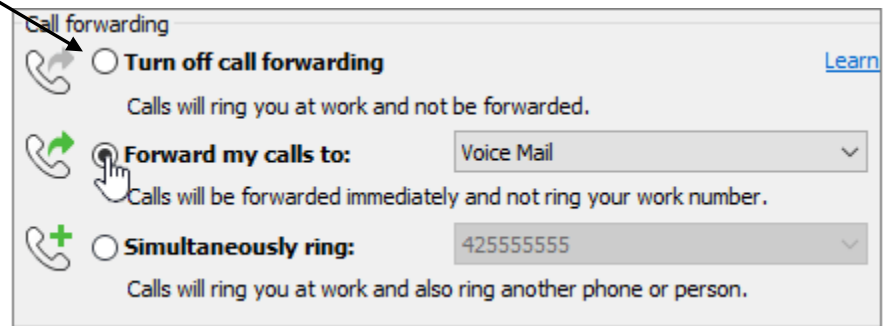 Call forwarding
Turn off call forwarding Learn
Calls will ring you at work and not be forwarded.
Forward my calls to: Voice Mail
Calls will be forwarded immediately and not ring your work number.
Simultaneously ring: 425555555
Calls will ring you at work and also ring another phone or person.